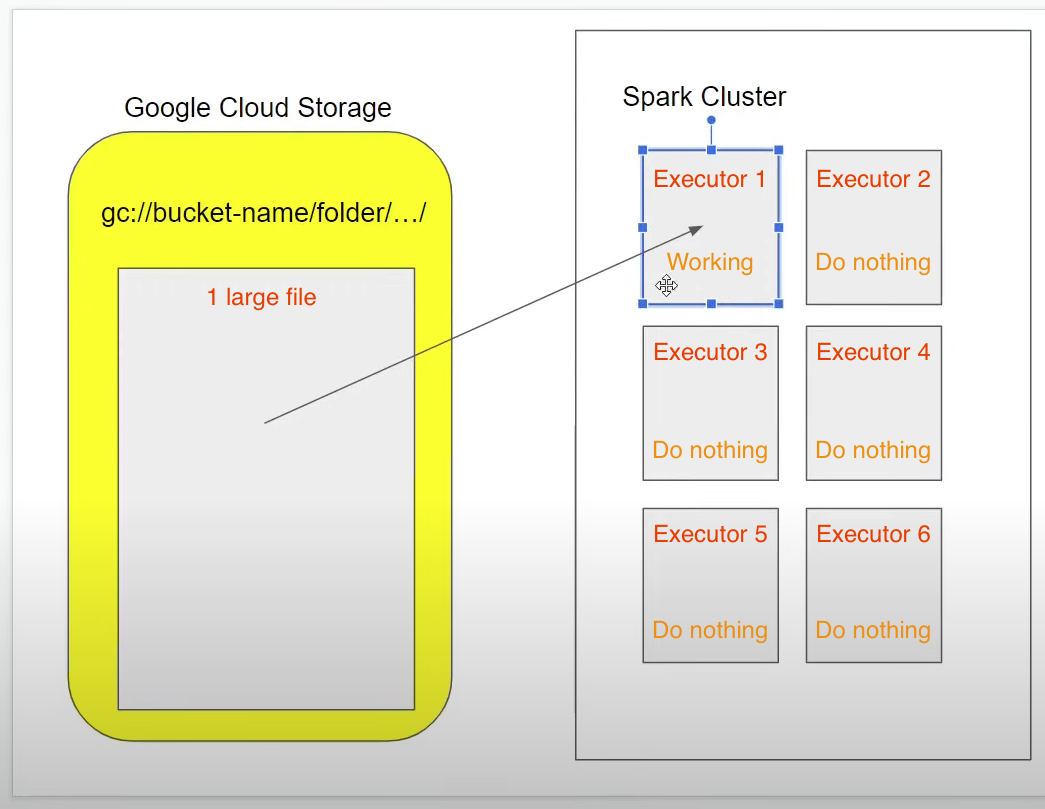 Google Cloud Storage
gc://bucket-name/folder/…/
1 large file
Spark Cluster
Executor 1
Working
Executor 2
Do nothing
Executor 3
Do nothing
Executor 4
Do nothing
Executor 5
Do nothing
Executor 6
Do nothing